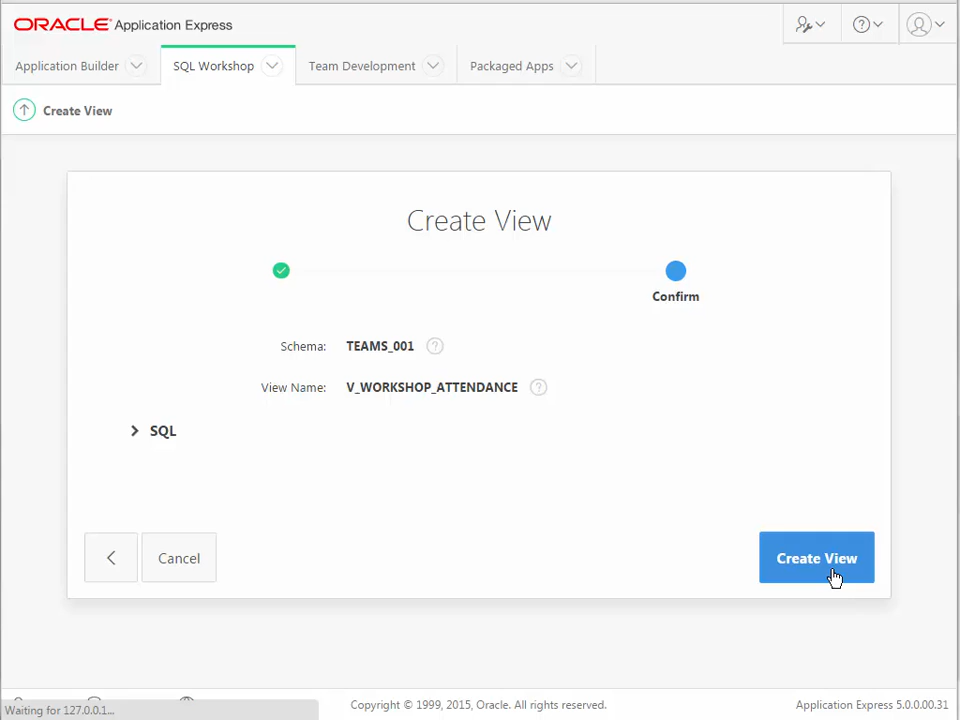 ORACLE Application Express
Application Builder SQL Workshop Team Development Packaged Apps
Create View
Create View
Confirm
Schema: TEAMS_001 ?
View Name: V_WORKSHOP_ATTENDANCE ?
SQL
Cancel Create View
Waiting for 127.0.0.1...
Copyright © 1999, 2015, Oracle. All rights reserved. Application Express 5.0.0.00.31